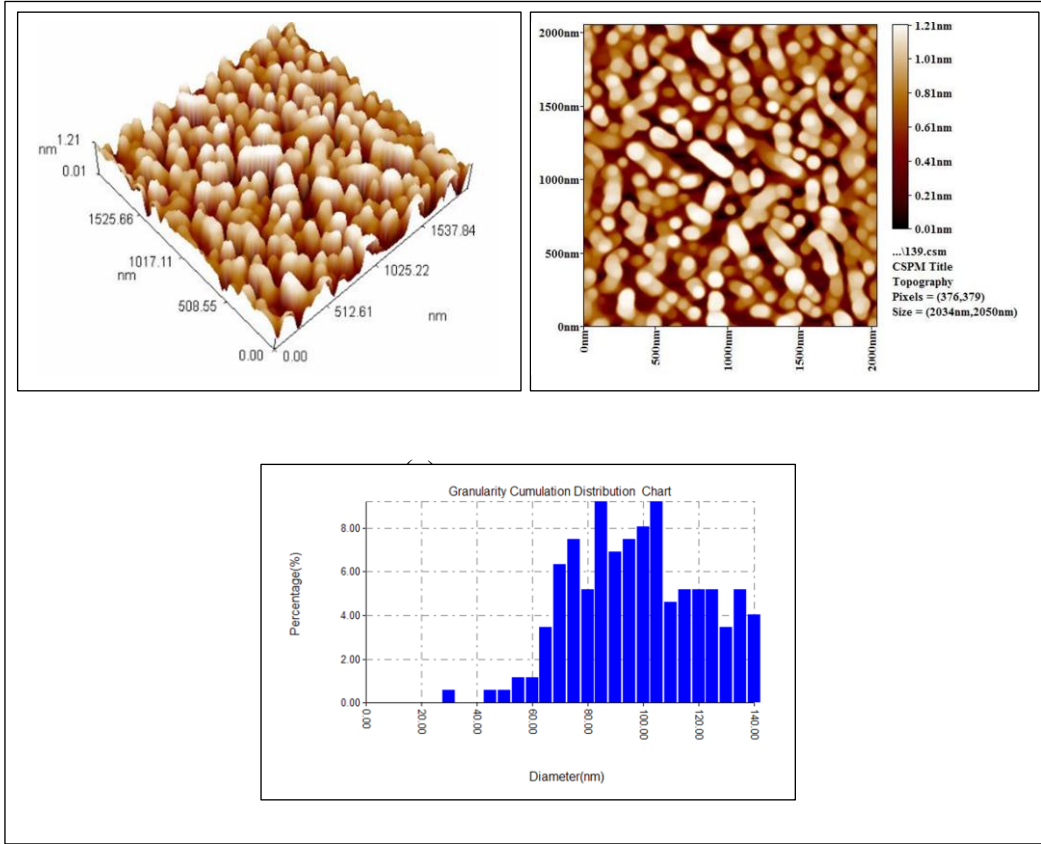 nm
1.21
0.01
1525.66
1017.11
nm
508.55
0.00
0.00
512.61
1025.22
1537.84
nm
2000nm
1500nm
1000nm
500nm
0nm
0nm
500nm
1000nm
1500nm
2000nm
1.21nm
1.01nm
0.81nm
0.61nm
0.41nm
0.21nm
0.01nm
...\139.csm
CSPM Title
Topography
Pixels = (376,379)
Size = (2034nm,2050nm)
Granularity Cumulation Distribution Chart
Percentage(%)
8.00
6.00
4.00
2.00
0.00
0.00
20.00
40.00
60.00
80.00
100.00
120.00
140.00
Diameter(nm)